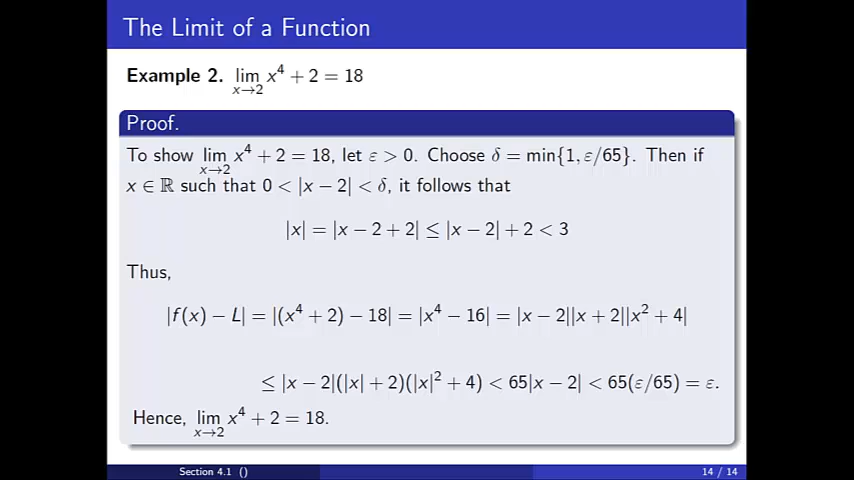 The Limit of a Function
Example 2. lim x→2 x⁴ + 2 = 18
Proof.
To show lim x→2 x⁴ + 2 = 18, let ε > 0. Choose δ = min{1, ε/65}. Then if
x ∈ ℝ such that 0 < |x − 2| < δ, it follows that
|x| = |x − 2 + 2| ≤ |x − 2| + 2 < 3
Thus,
|f(x) − L| = |(x⁴ + 2) − 18| = |x⁴ − 16| = |x − 2||x + 2||x² + 4|
≤ |x − 2|(|x| + 2)(|x|² + 4) < 65|x − 2| < 65(ε/65) = ε.
Hence, lim x→2 x⁴ + 2 = 18.
Section 4.1 () 14 / 14